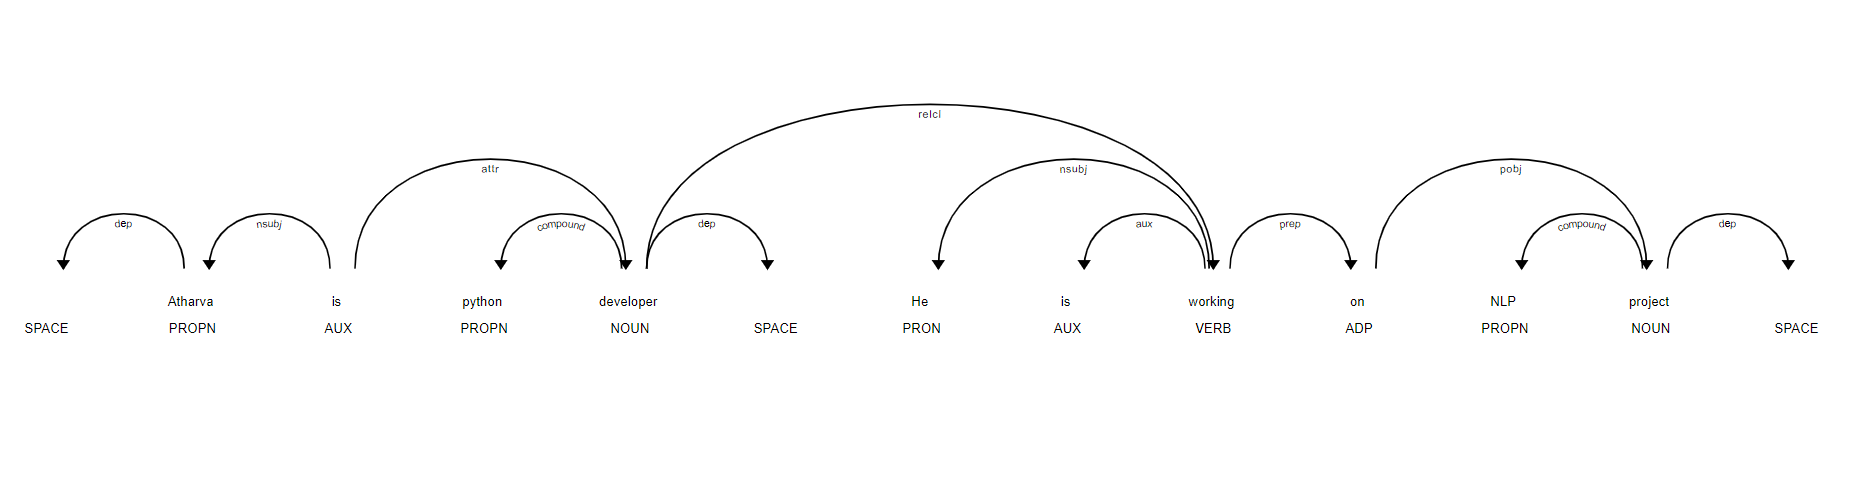 relcl
attr nsubj pobj
dep nsubj compound dep aux prep compound dep
Atharva is python developer He is working on NLP project
SPACE PROPN AUX PROPN NOUN SPACE PRON AUX VERB ADP PROPN NOUN SPACE